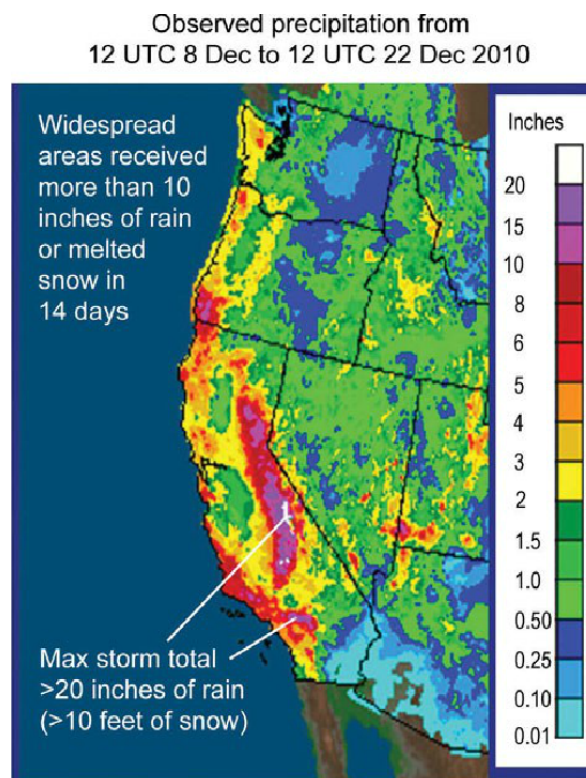 Observed precipitation from
12 UTC 8 Dec to 12 UTC 22 Dec 2010
Widespread
areas received
more than 10
inches of rain
or melted
snow in
14 days
Max storm total
>20 inches of rain
(>10 feet of snow)
Inches
20
15
10
8
6
5
4
3
2
1.5
1.0
0.50
0.25
0.10
0.01